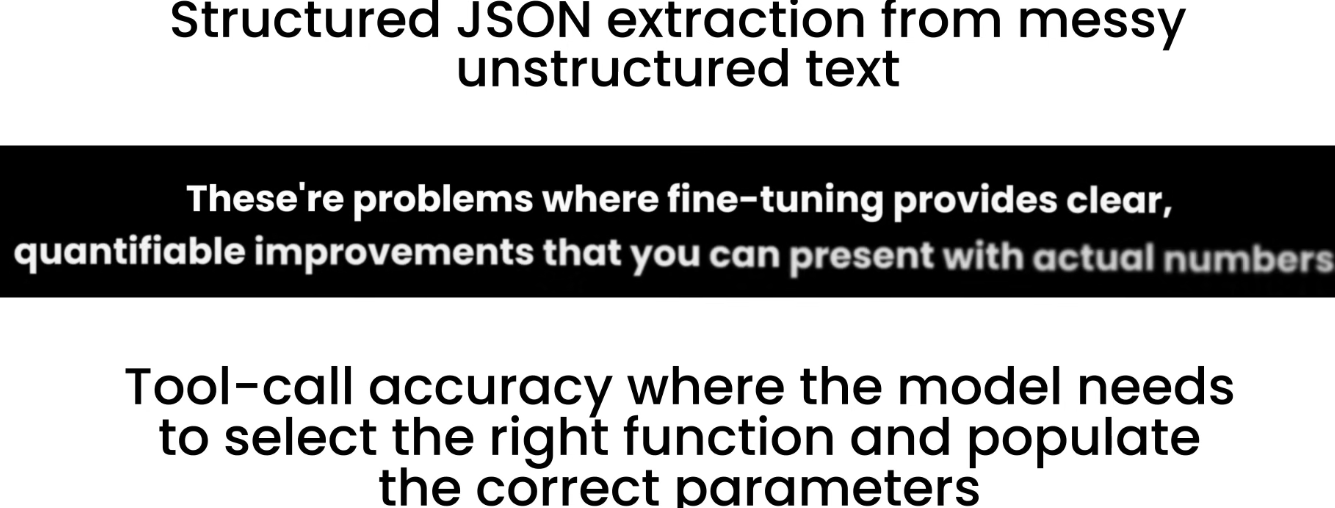 Structured JSON extraction from messy
unstructured text
These're problems where fine-tuning provides clear,
quantifiable improvements that you can present with actual numbers
Tool-call accuracy where the model needs
to select the right function and populate
the correct parameters